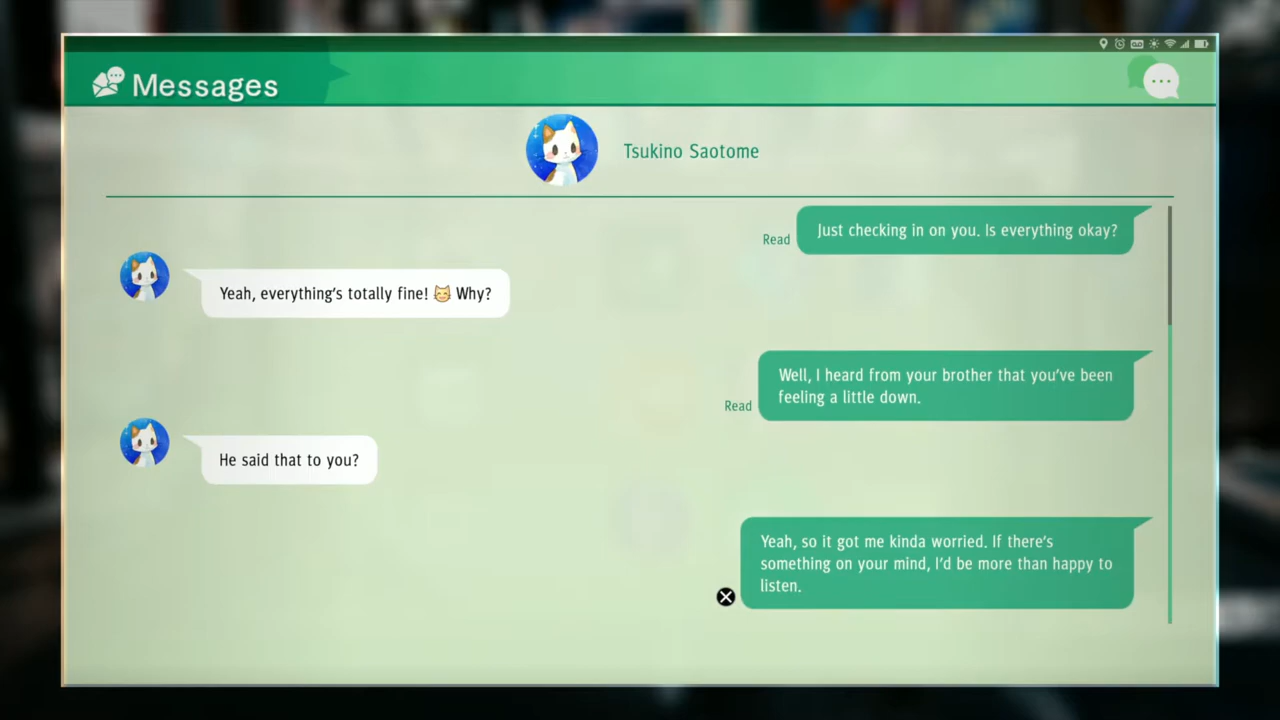 Messages
Tsukino Saotome
Just checking in on you. Is everything okay?
Read
Yeah, everything's totally fine! 😸 Why?
Well, I heard from your brother that you've been
feeling a little down.
Read
He said that to you?
Yeah, so it got me kinda worried. If there's
something on your mind, I'd be more than happy to
listen.